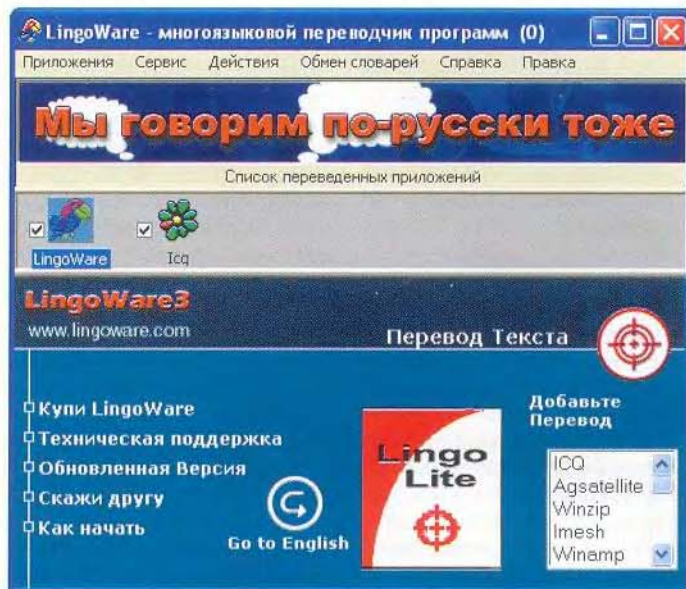 LingoWare - многоязыковой переводчик программ (0)
Приложения Сервис Действия Обмен словарей Справка Правка
Мы говорим по-русски тоже
Список переведенных приложений
LingoWare Icq
LingoWare3
www.lingoware.com
Перевод Текста
Купи LingoWare
Техническая поддержка
Обновленная Версия
Скажи другу
Как начать
Go to English
Lingo
Lite
Добавьте
Перевод
ICQ
Agsatellite
Winzip
Imesh
Winamp